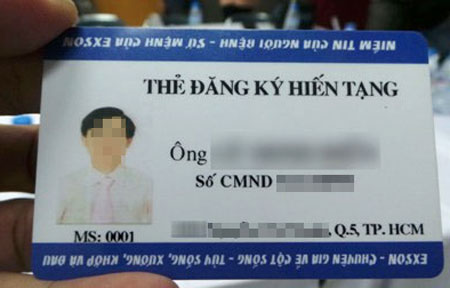 NIỀM TIN CỦA NGƯỜI BỆNH - SỨ MỆNH CỦA EXSON
THẺ ĐĂNG KÝ HIẾN TẠNG
Ông
Số CMND
, Q.5, TP. HCM
MS: 0001
EXSON - CHUYÊN GIA VỀ CỘT SỐNG - TỦY SỐNG, XƯƠNG, KHỚP VÀ ĐAU